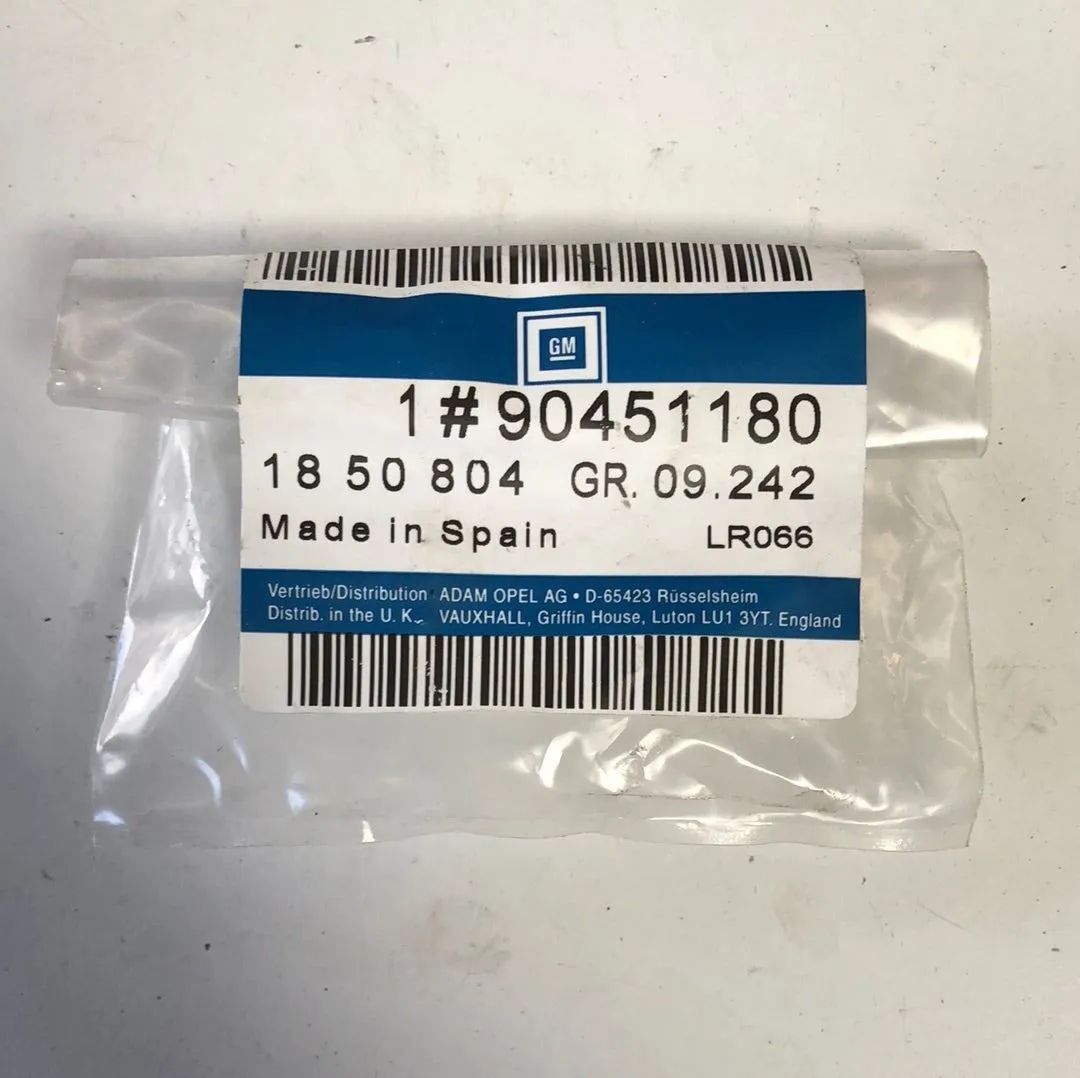 GM
1#90451180
18 50 804 GR. 09.242
Made in Spain LR066
Vertrieb/Distribution ADAM OPEL AG • D-65423 Rüsselsheim
Distrib. in the U. K. VAUXHALL, Griffin House, Luton LU1 3YT. England